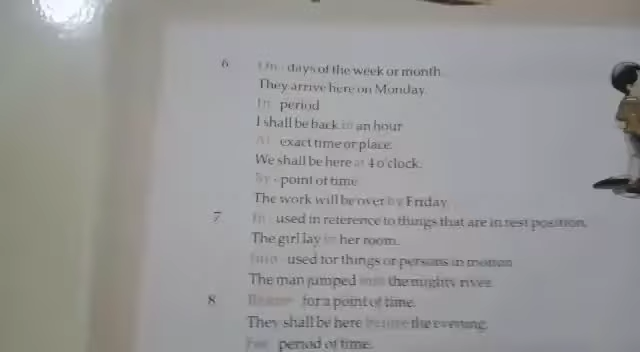 6. On - days of the week or month.
They arrive here on Monday.
In - period
I shall be back in an hour
At - exact time or place.
We shall be here at 4 o'clock.
By - point of time
The work will be over by Friday.
7. In - used in reference to things that are in rest position.
The girl lay in her room.
Into - used for things or persons in motion
The man jumped into the mighty river.
8. Before - for a point of time.
They shall be here before the evening.
For - period of time.